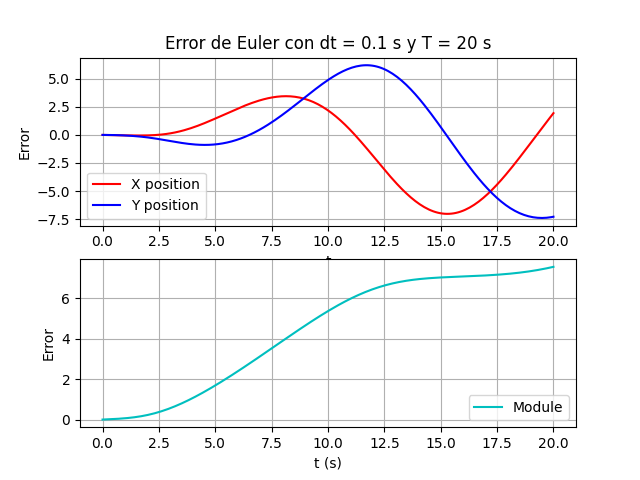 Error de Euler con dt = 0.1 s y T = 20 s
Error
5.0
2.5
0.0
−2.5
−5.0
−7.5
X position
Y position
0.0 2.5 5.0 7.5 10.0 12.5 15.0 17.5 20.0
Error
6
4
2
0
Module
0.0 2.5 5.0 7.5 10.0 12.5 15.0 17.5 20.0
t (s)